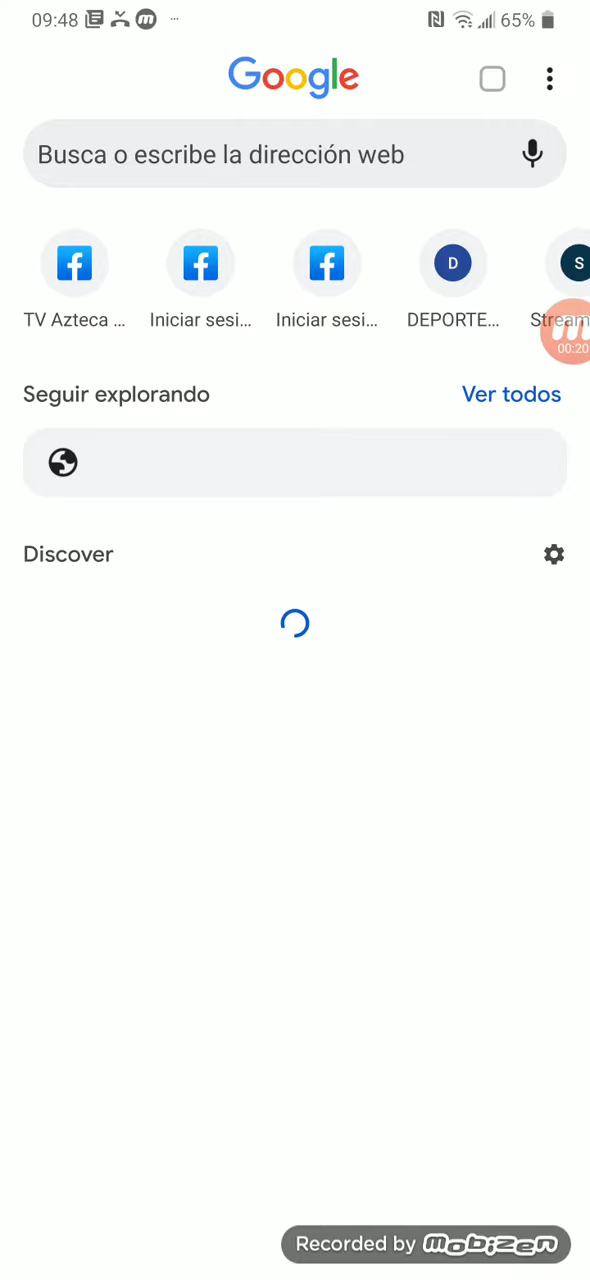 09:48 65%
Google
Busca o escribe la dirección web
D
S
TV Azteca ... Iniciar sesi... Iniciar sesi... DEPORTE... Stream
00:20
Seguir explorando Ver todos
Discover
Recorded by mobizen